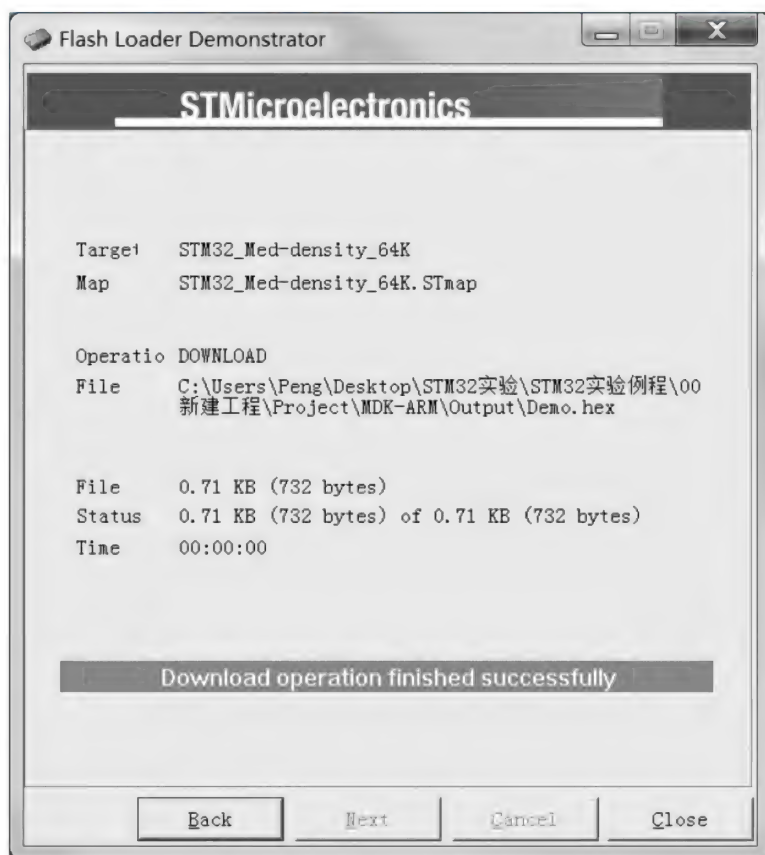 Flash Loader Demonstrator
STMicroelectronics
Target STM32_Med-density_64K
Map STM32_Med-density_64K.STmap
Operatio DOWNLOAD
File C:\Users\Peng\Desktop\STM32实验\STM32实验例程\00
新建工程\Project\MDK-ARM\Output\Demo.hex
File 0.71 KB (732 bytes)
Status 0.71 KB (732 bytes) of 0.71 KB (732 bytes)
Time 00:00:00
Download operation finished successfully
Back Next Cancel Close